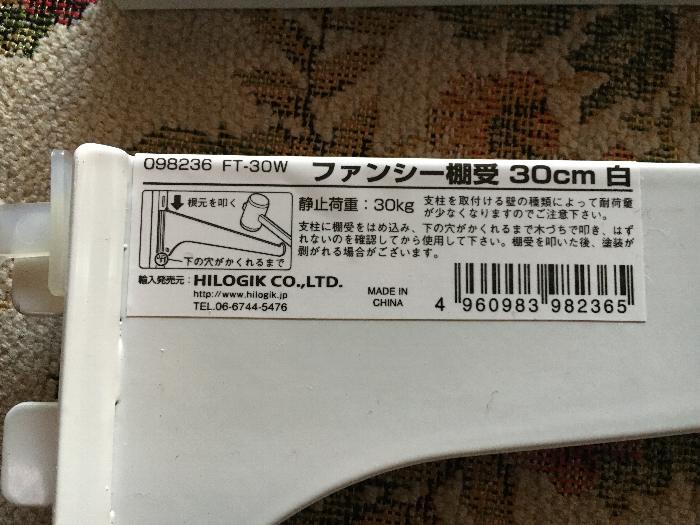 098236 FT-30W ファンシー棚受 30cm 白
根元を叩く
下の穴がかくれるまで
静止荷重：30kg
支柱を取付ける壁の種類によって耐荷量
が少なくなりますのでご注意下さい。
支柱に棚受をはめ込み、下の穴がかくれるまで木づちで叩き、はず
れないのを確認してから使用して下さい。棚受を叩いた後、塗装が
剥がれる場合がございます。
輸入発売元：HILOGIK CO.,LTD.
http://www.hilogik.jp
TEL.06-6744-5476
MADE IN
CHINA
4 960983 982365